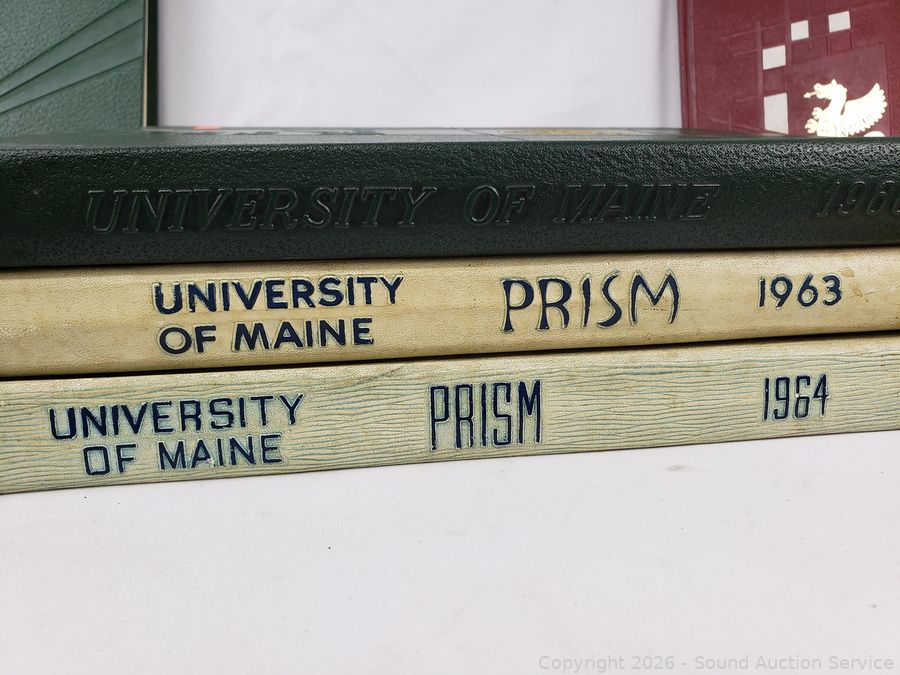 UNIVERSITY OF MAINE
UNIVERSITY
OF MAINE
PRISM
1963
UNIVERSITY
OF MAINE
PRISM
1964
Copyright © 2026 - Sound Auction Service